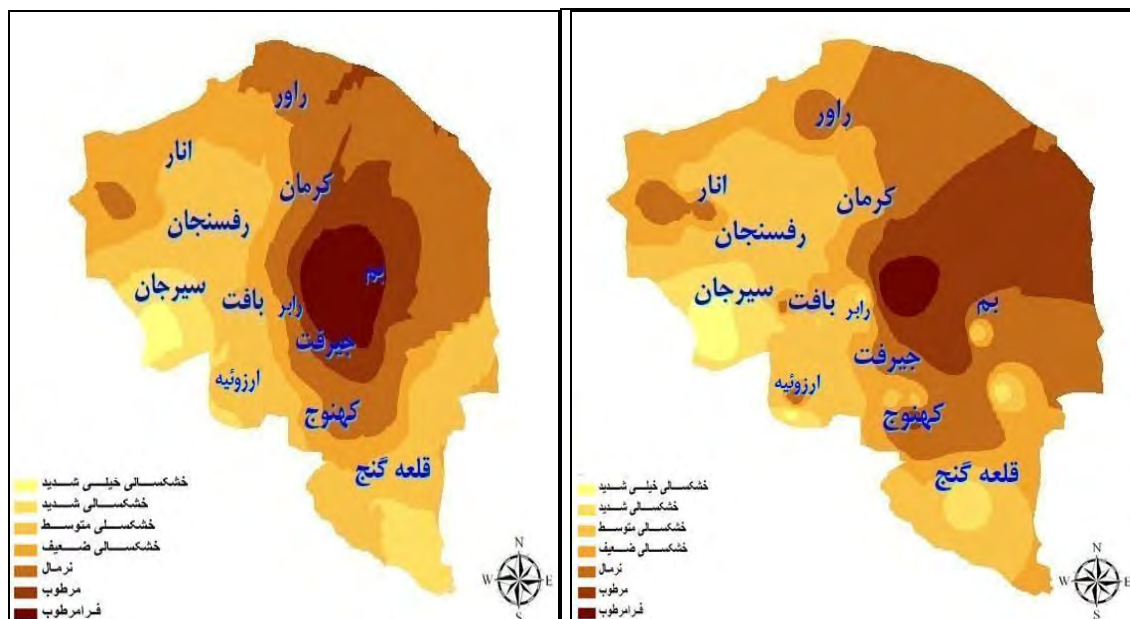 راور
انار
کرمان
رفسنجان
بم
سیرجان
بافت
رابر
جیرفت
ارزوئیه
کهنوج
قلعه گنج
خشکسالی خیلی شدید
خشکسالی شدید
خشکسلی متوسط
خشکسالی ضعیف
نرمال
مرطوب
فرامرطوب
N
W E
S
راور
انار
کرمان
رفسنجان
سیرجان
بافت
رابر
بم
جیرفت
ارزوئیه
کهنوج
قلعه گنج
خشکسالی خیلی شدید
خشکسالی شدید
خشکسالی متوسط
خشکسالی ضعیف
نرمال
مرطوب
فرامرطوب
N
W E
S